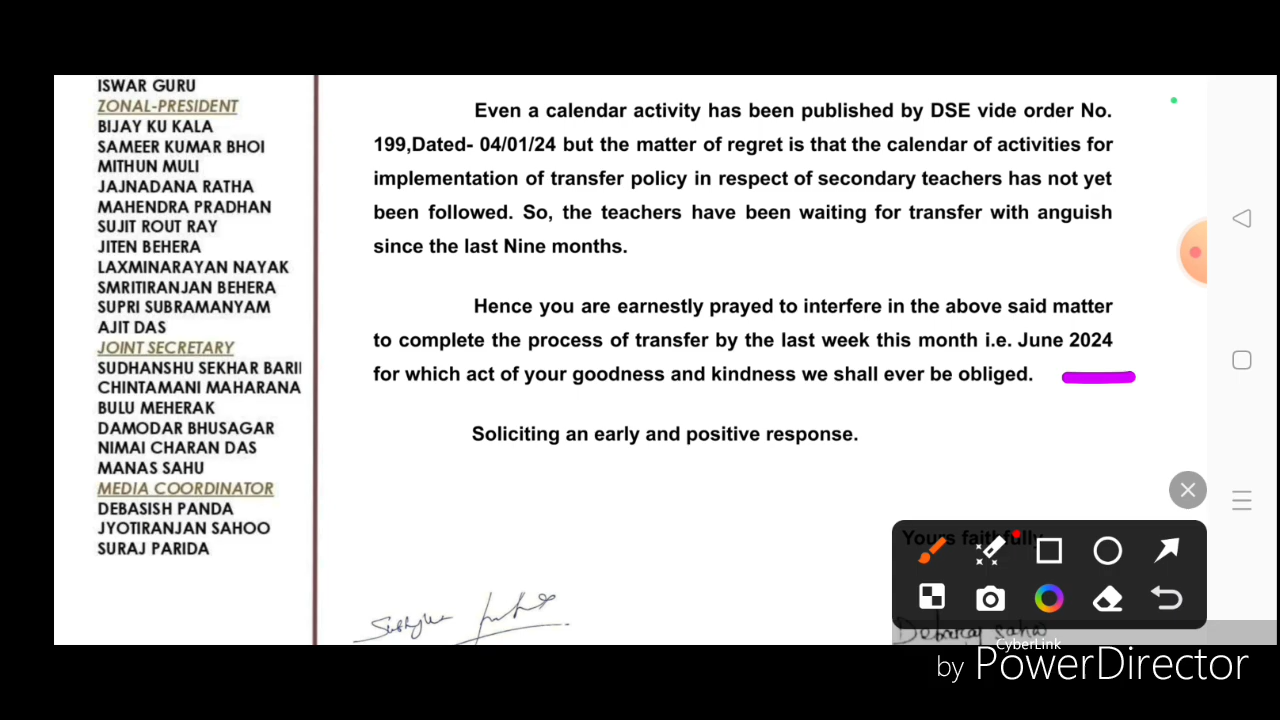 ISWAR GURU
ZONAL-PRESIDENT
BIJAY KU KALA
SAMEER KUMAR BHOI
MITHUN MULI
JAJNADANA RATHA
MAHENDRA PRADHAN
SUJIT ROUT RAY
JITEN BEHERA
LAXMINARAYAN NAYAK
SMRITIRANJAN BEHERA
SUPRI SUBRAMANYAM
AJIT DAS
JOINT SECRETARY
SUDHANSHU SEKHAR
CHINTAMANI MAHARANA
BULU MEHERAK
DAMODAR BHUSAGAR
NIMAI CHARAN DAS
MANAS SAHU
MEDIA COORDINATOR
DEBASISH PANDA
JYOTIRANJAN SAHOO
SURAJ PARIDA
Even a calendar activity has been published by DSE vide order No.
199,Dated- 04/01/24 but the matter of regret is that the calendar of activities for
implementation of transfer policy in respect of secondary teachers has not yet
been followed. So, the teachers have been waiting for transfer with anguish
since the last Nine months.
Hence you are earnestly prayed to interfere in the above said matter
to complete the process of transfer by the last week this month i.e. June 2024
for which act of your goodness and kindness we shall ever be obliged.
Soliciting an early and positive response.
Yours faithfully
CyberLink
by PowerDirector